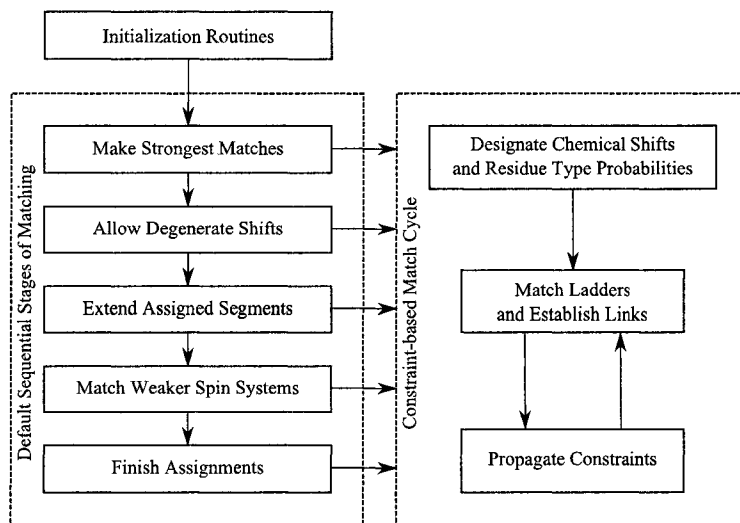 Initialization Routines
Default Sequential Stages of Matching
Make Strongest Matches
Allow Degenerate Shifts
Extend Assigned Segments
Match Weaker Spin Systems
Finish Assignments
Constraint-based Match Cycle
Designate Chemical Shifts
and Residue Type Probabilities
Match Ladders
and Establish Links
Propagate Constraints